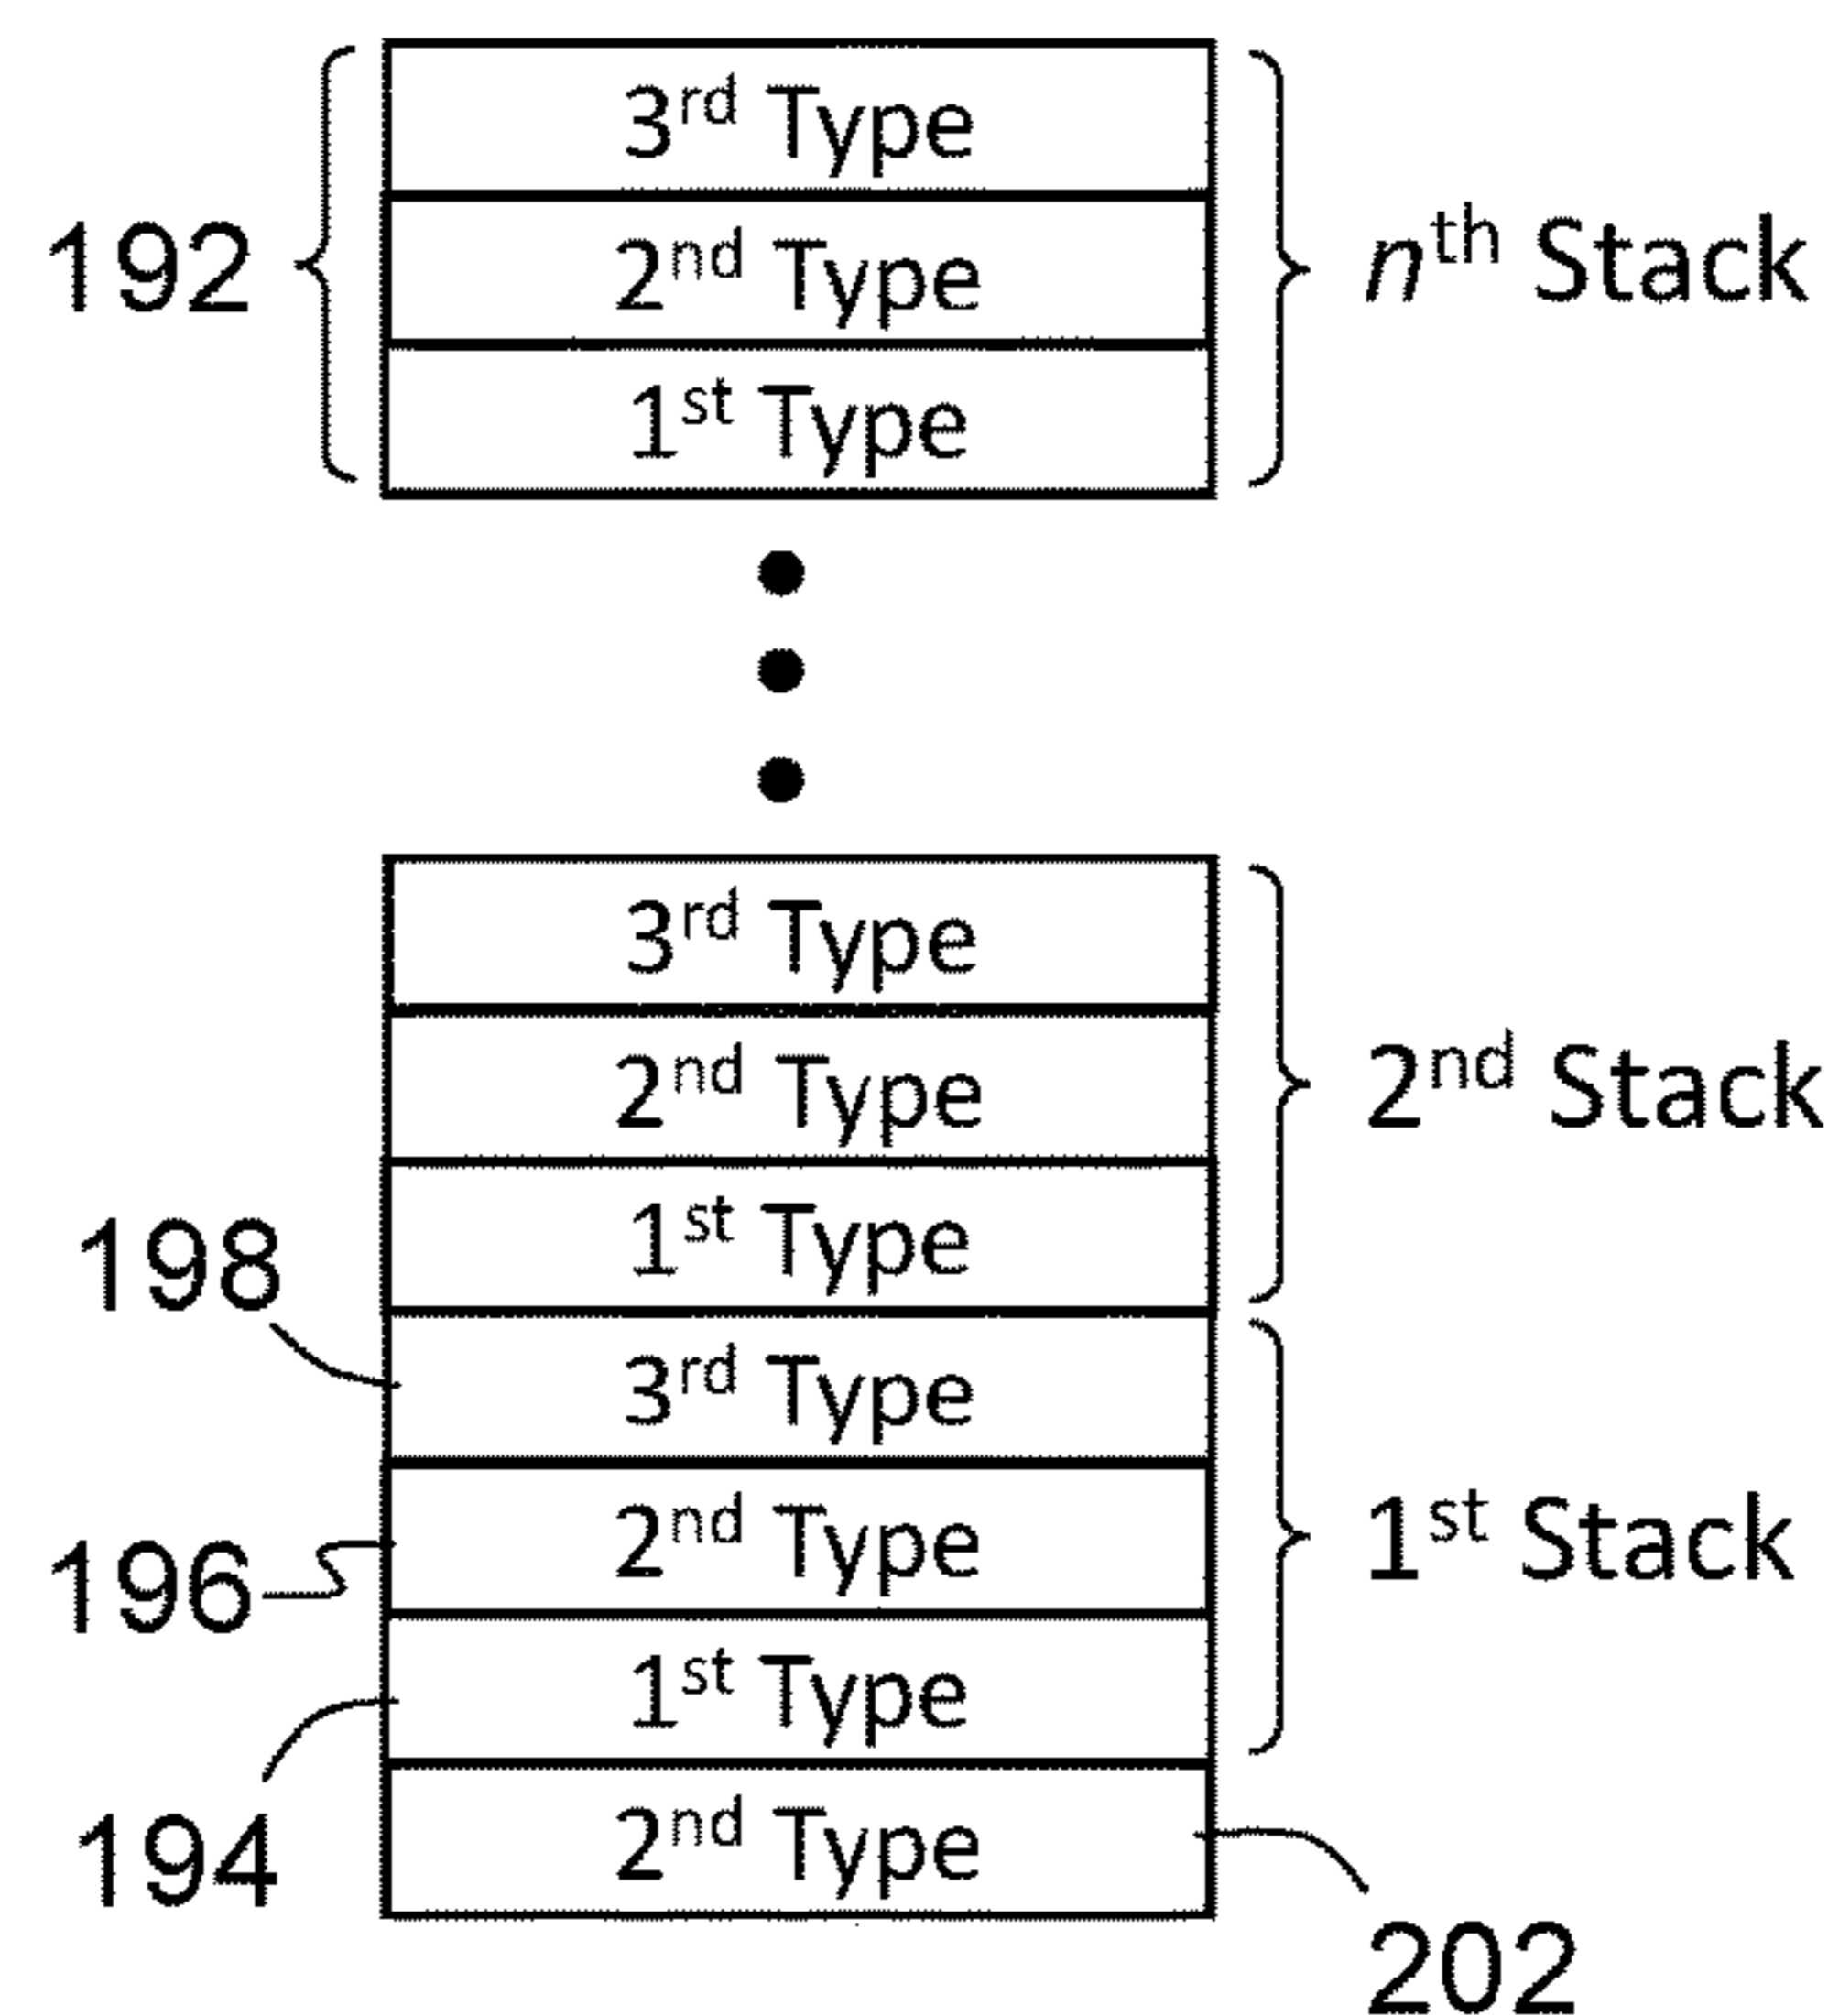 3rd Type
2nd Type
192
nth Stack
1st Type
3rd Type
2nd Type
2nd Stack
1st Type
198
3rd Type
2nd Type
1st Stack
196
1st Type
194
2nd Type
202